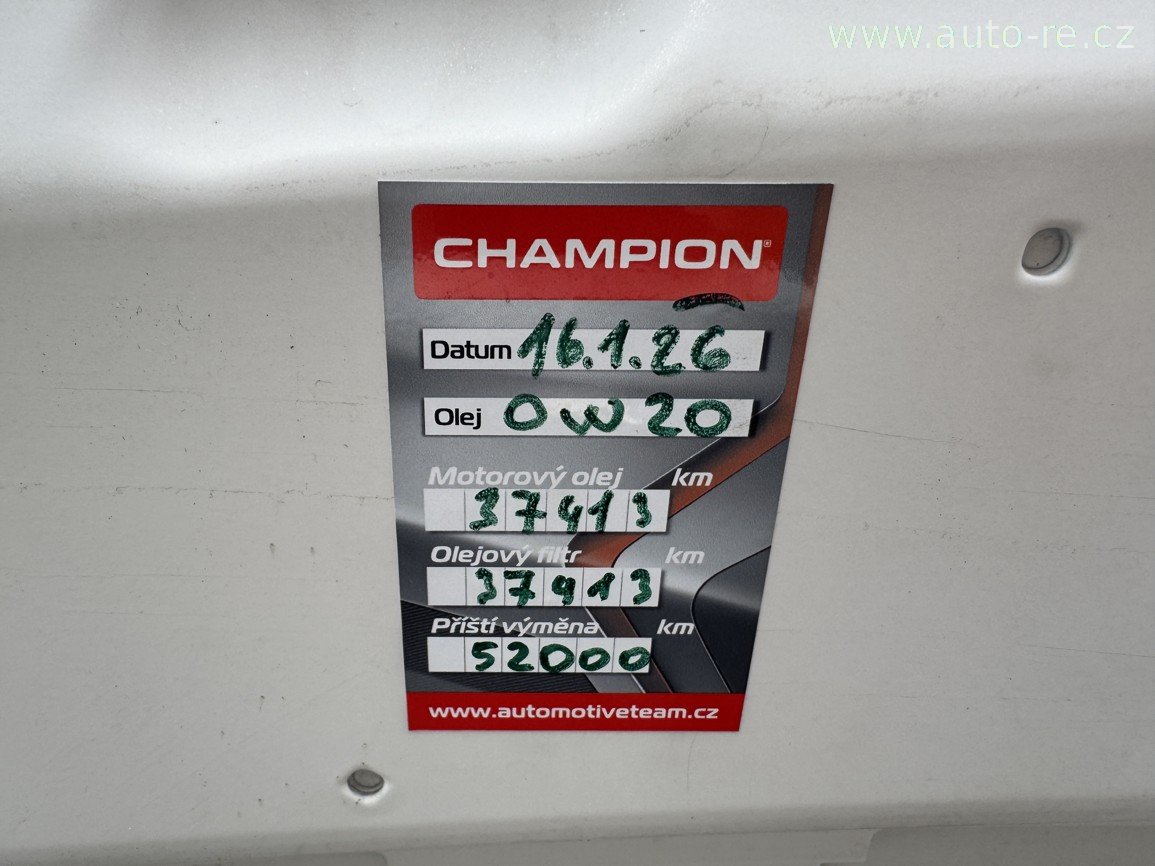 www.auto-re.cz
CHAMPION®
Datum 16.1.26
Olej 0W20
Motorový olej km
37413
Olejový filtr km
37413
Příští výměna km
52000
www.automotiveteam.cz